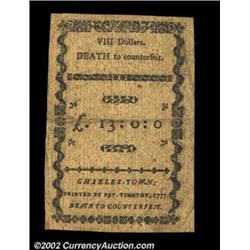 VIII Dollars.
DEATH to counterfeit.
£. 13:0:0
CHARLES-TOWN:
PRINTED BY PET. TIMOTHY, 1777.
DEATH TO COUNTERFEIT.
©2002 CurrencyAuction.com